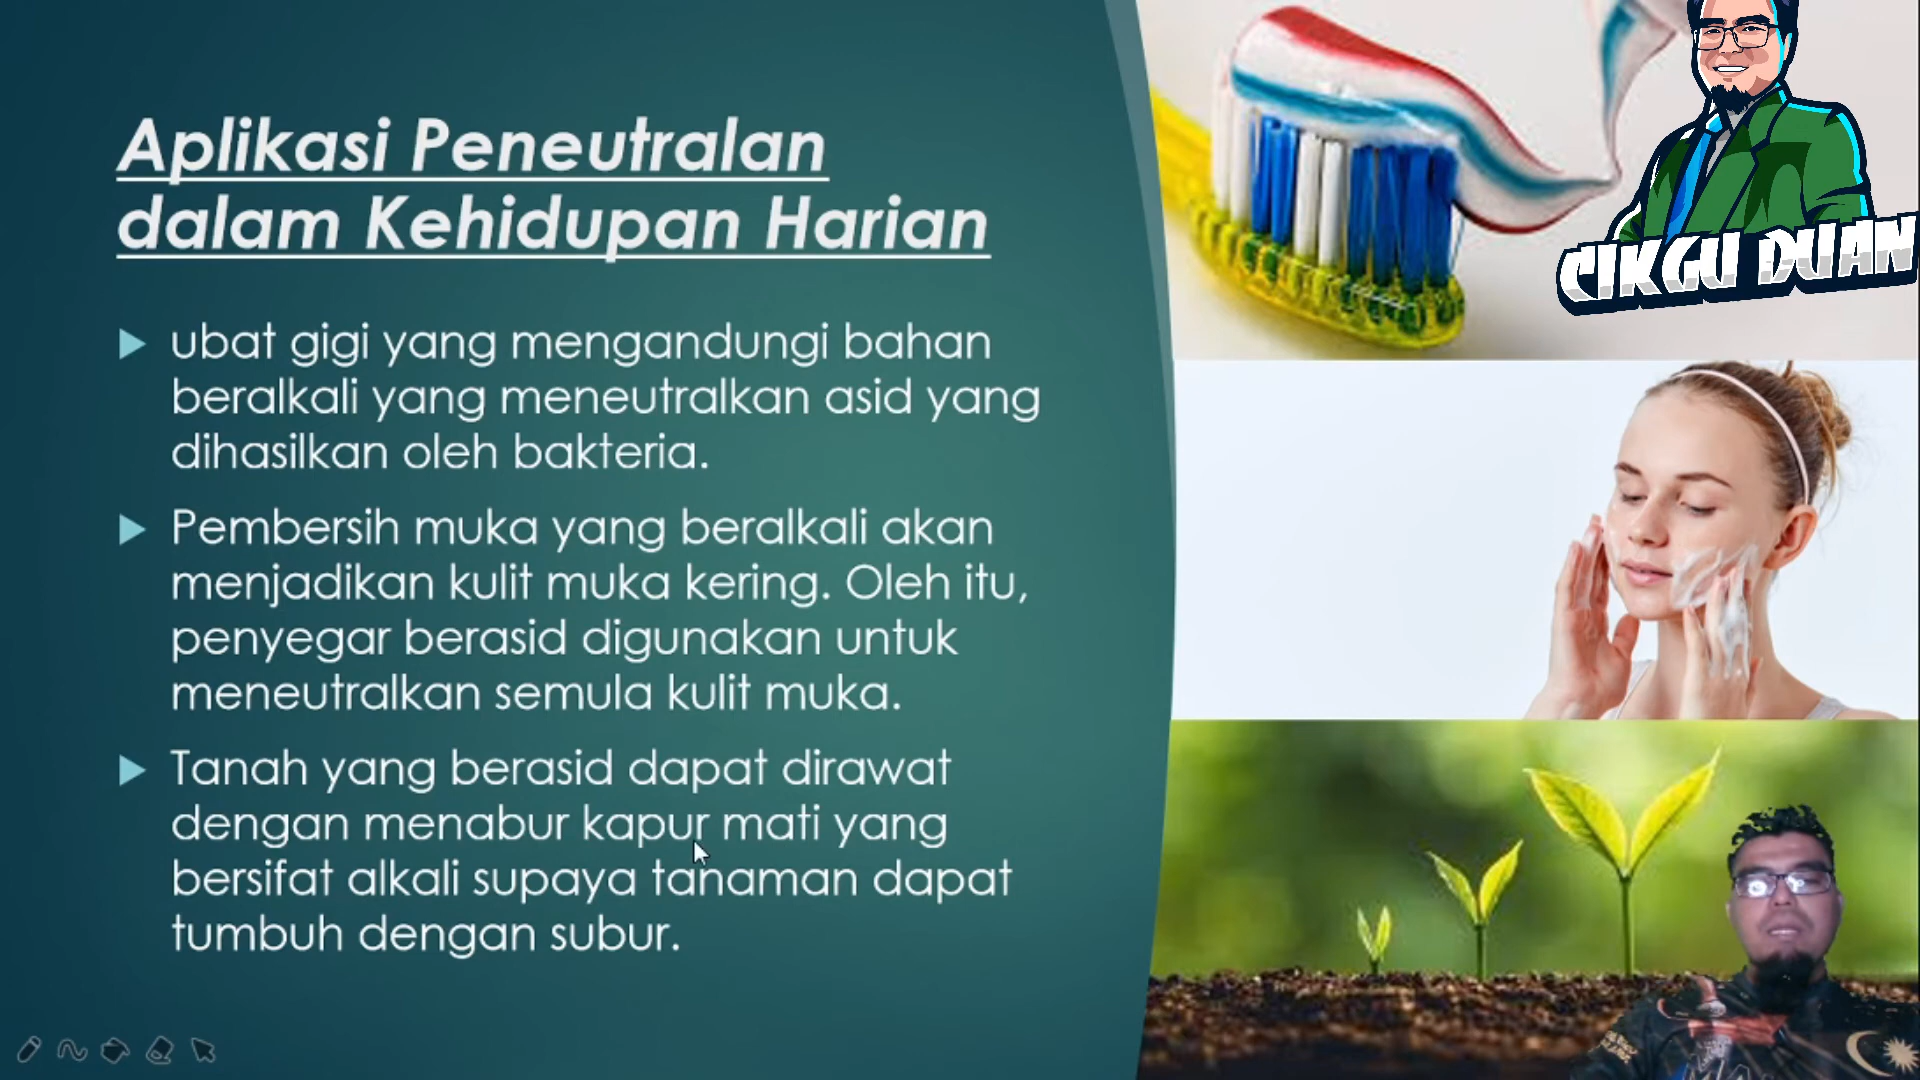 Aplikasi Peneutralan
dalam Kehidupan Harian
CIKGU DUAN
ubat gigi yang mengandungi bahan
beralkali yang meneutralkan asid yang
dihasilkan oleh bakteria.
Pembersih muka yang beralkali akan
menjadikan kulit muka kering. Oleh itu,
penyegar berasid digunakan untuk
meneutralkan semula kulit muka.
Tanah yang berasid dapat dirawat
dengan menabur kapur mati yang
bersifat alkali supaya tanaman dapat
tumbuh dengan subur.